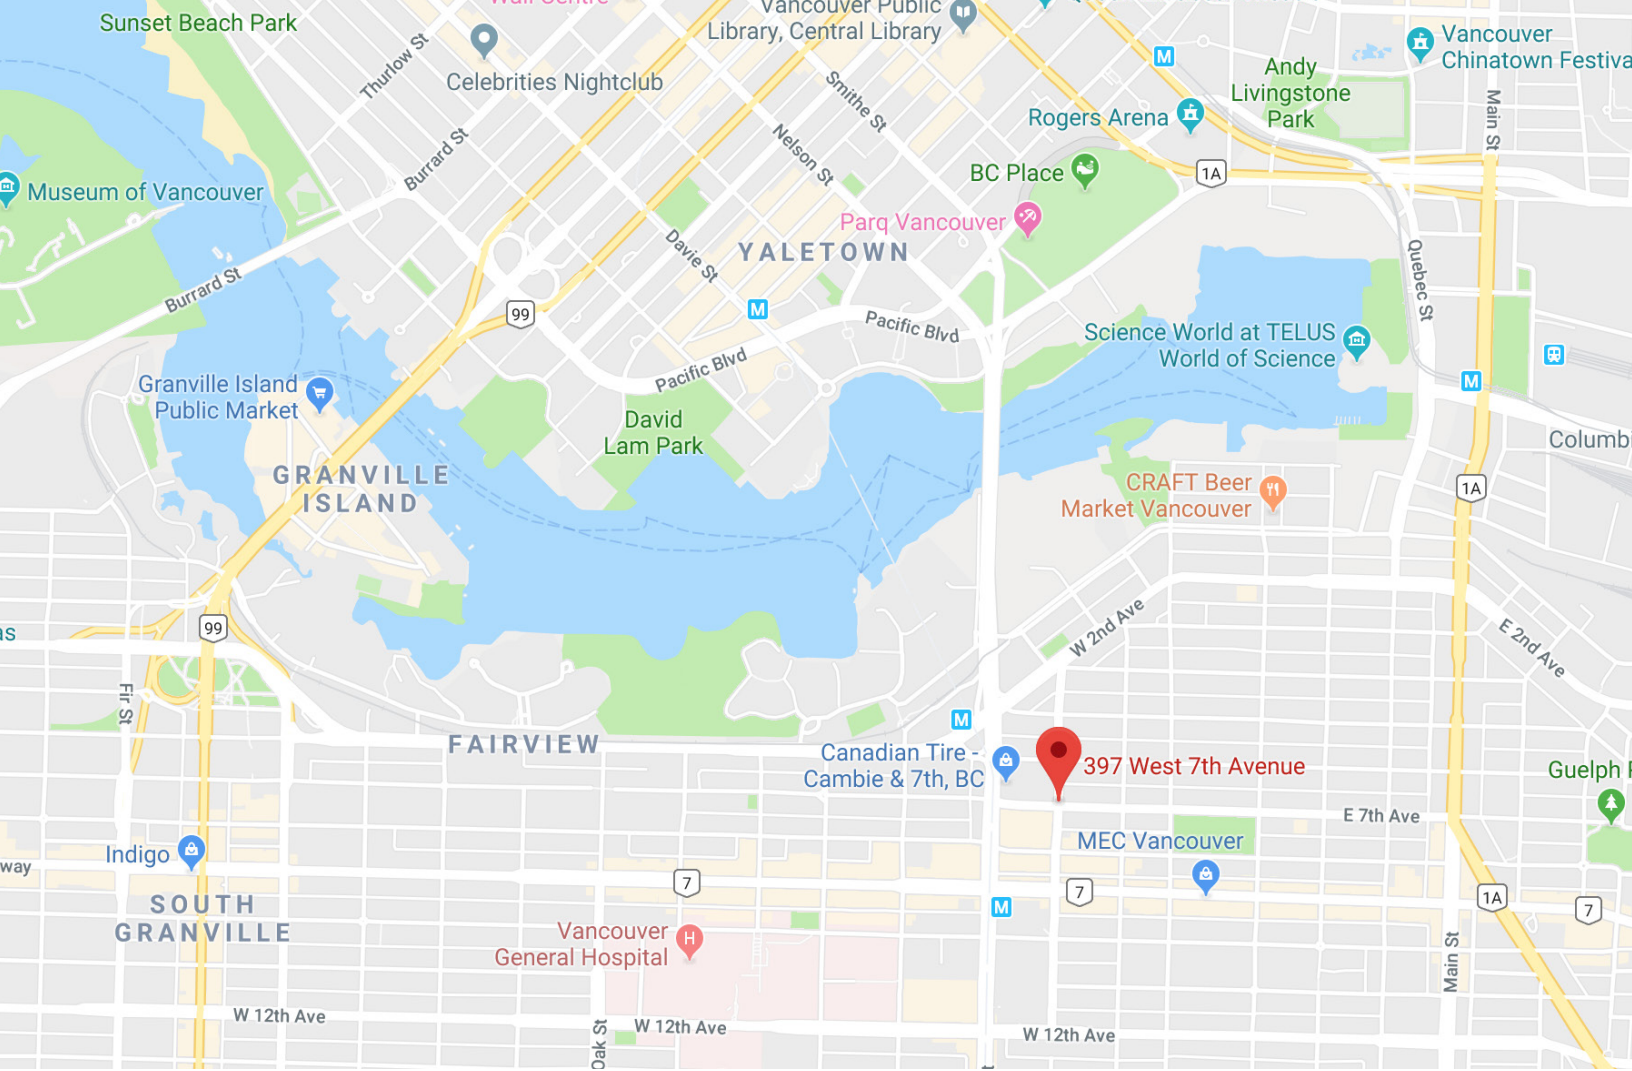 Wall Centre
Vancouver Public
Library, Central Library
Sunset Beach Park
Thurlow St
Celebrities Nightclub
Smithe St
M
Vancouver
Chinatown Festiva
Andy
Livingstone
Park
Main St
Rogers Arena
Burrard St
Nelson St
BC Place
1A
Museum of Vancouver
Parq Vancouver
Davie St
YALETOWN
Burrard St
Quebec St
99
M
Pacific Blvd
Science World at TELUS
World of Science
Pacific Blvd
Granville Island
Public Market
M
David
Lam Park
Columbi
GRANVILLE
ISLAND
CRAFT Beer
Market Vancouver
1A
W 2nd Ave
99
as
E 2nd Ave
Fir St
M
FAIRVIEW
Canadian Tire -
Cambie & 7th, BC
397 West 7th Avenue
Guelph
E 7th Ave
MEC Vancouver
Indigo
way
7
7
1A
7
M
SOUTH
GRANVILLE
Vancouver
General Hospital
H
Main St
W 12th Ave
W 12th Ave
W 12th Ave
Oak St